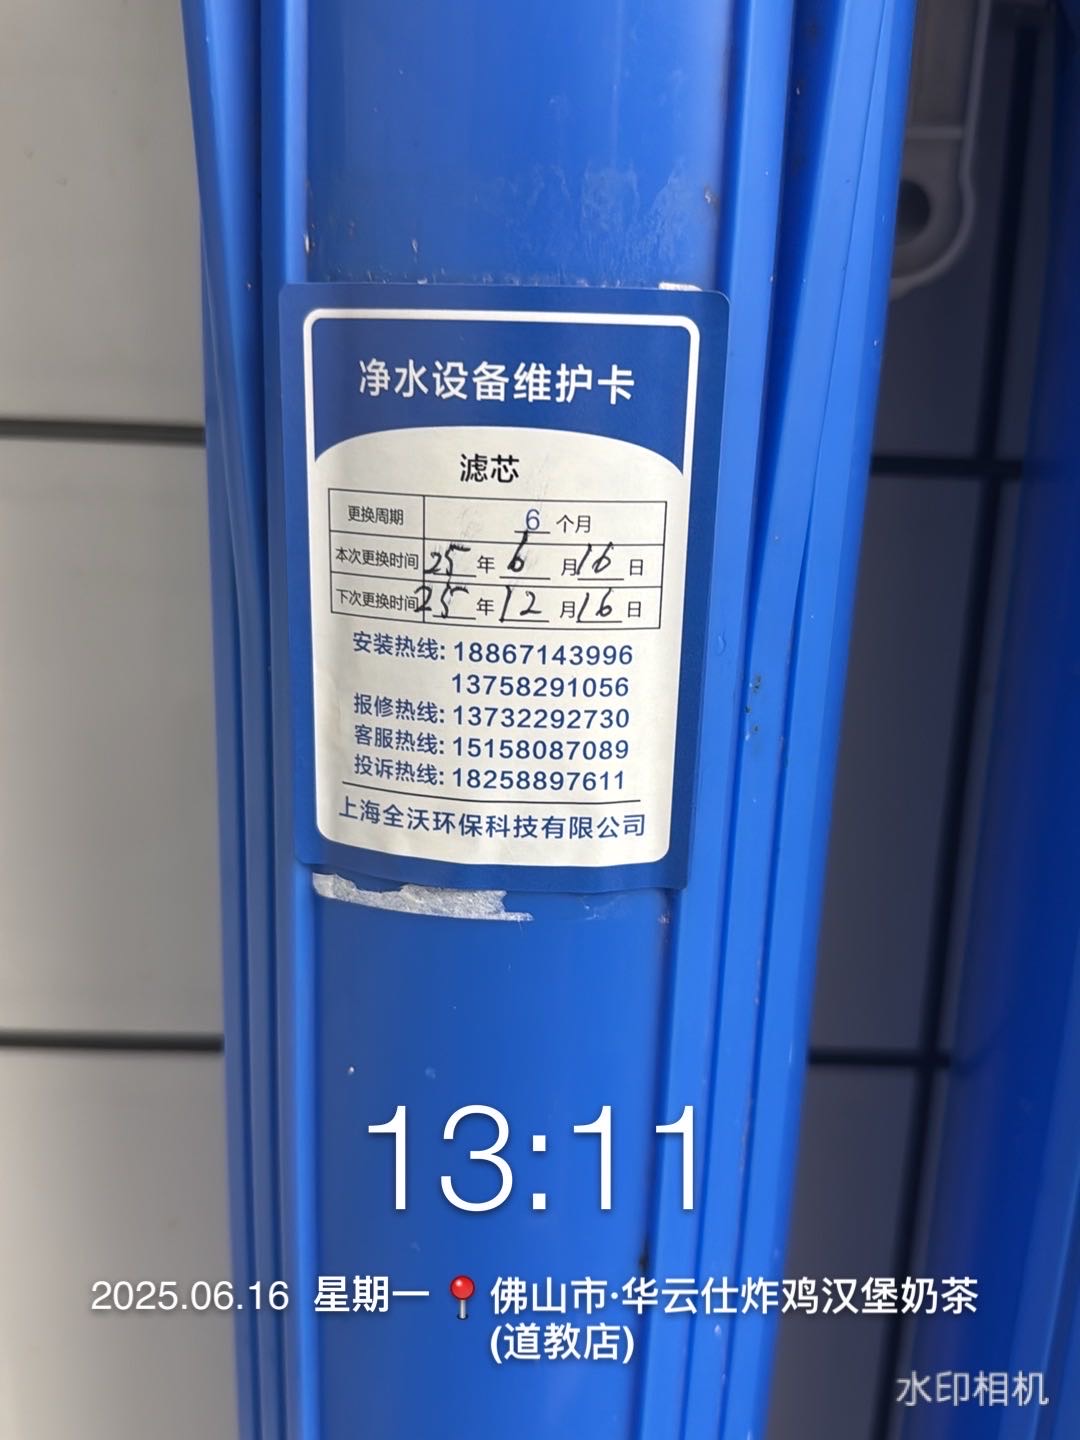 净水设备维护卡
滤芯
更换周期 6 个月
本次更换时间 25 年 6 月 16 日
下次更换时间 25 年 12 月 16 日
安装热线: 18867143996
13758291056
报修热线: 13732292730
客服热线: 15158087089
投诉热线: 18258897611
上海全沃环保科技有限公司
13:11
2025.06.16 星期一 佛山市·华云仕炸鸡汉堡奶茶
(道教店)
水印相机